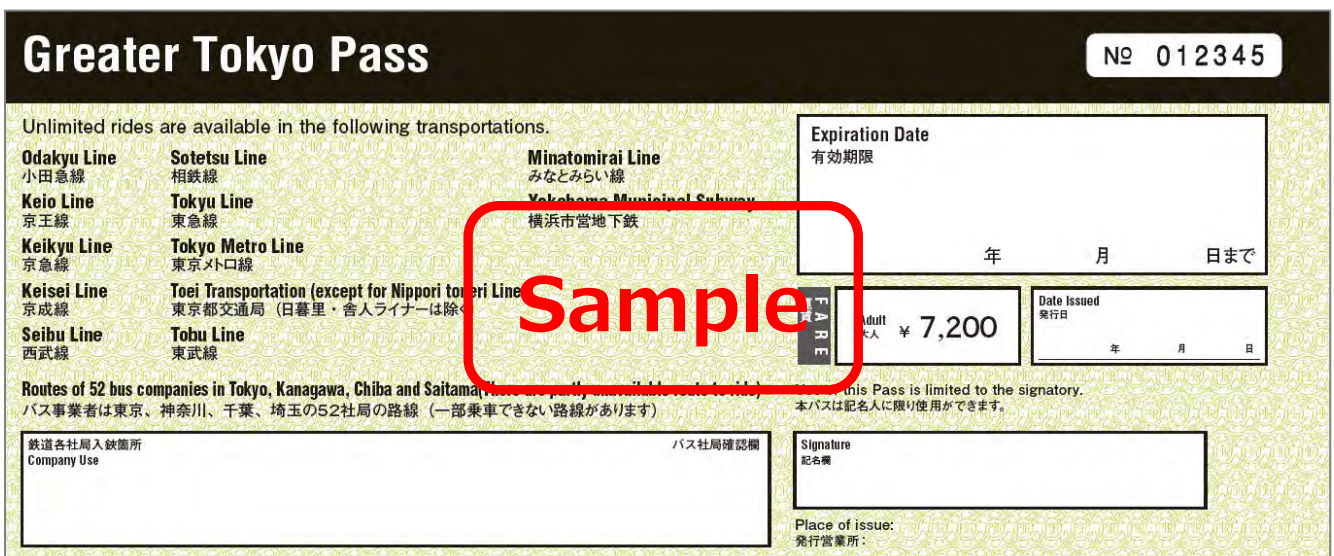 Greater Tokyo Pass
№ 012345
Unlimited rides are available in the following transportations.
Odakyu Line
小田急線
Keio Line
京王線
Keikyu Line
京急線
Keisei Line
京成線
Seibu Line
西武線
Sotetsu Line
相鉄線
Tokyu Line
東急線
Tokyo Metro Line
東京メトロ線
Toei Transportation (except for Nippori toneri Line
東京都交通局（日暮里・舎人ライナーは除く
Tobu Line
東武線
Minatomirai Line
みなとみらい線
Yokohama Municipal Subway
横浜市営地下鉄
Routes of 52 bus companies in Tokyo, Kanagawa, Chiba and Saitama
バス事業者は東京、神奈川、千葉、埼玉の52社局の路線（一部乗車できない路線があります）
鉄道各社局入鋏箇所
Company Use
バス社局確認欄
Sample
Expiration Date
有効期限
年 月 日まで
FARE
Adult
大人
¥ 7,200
Date Issued
発行日
年 月 日
this Pass is limited to the signatory.
本パスは記名人に限り使用ができます。
Signature
記名欄
Place of issue:
発行営業所：